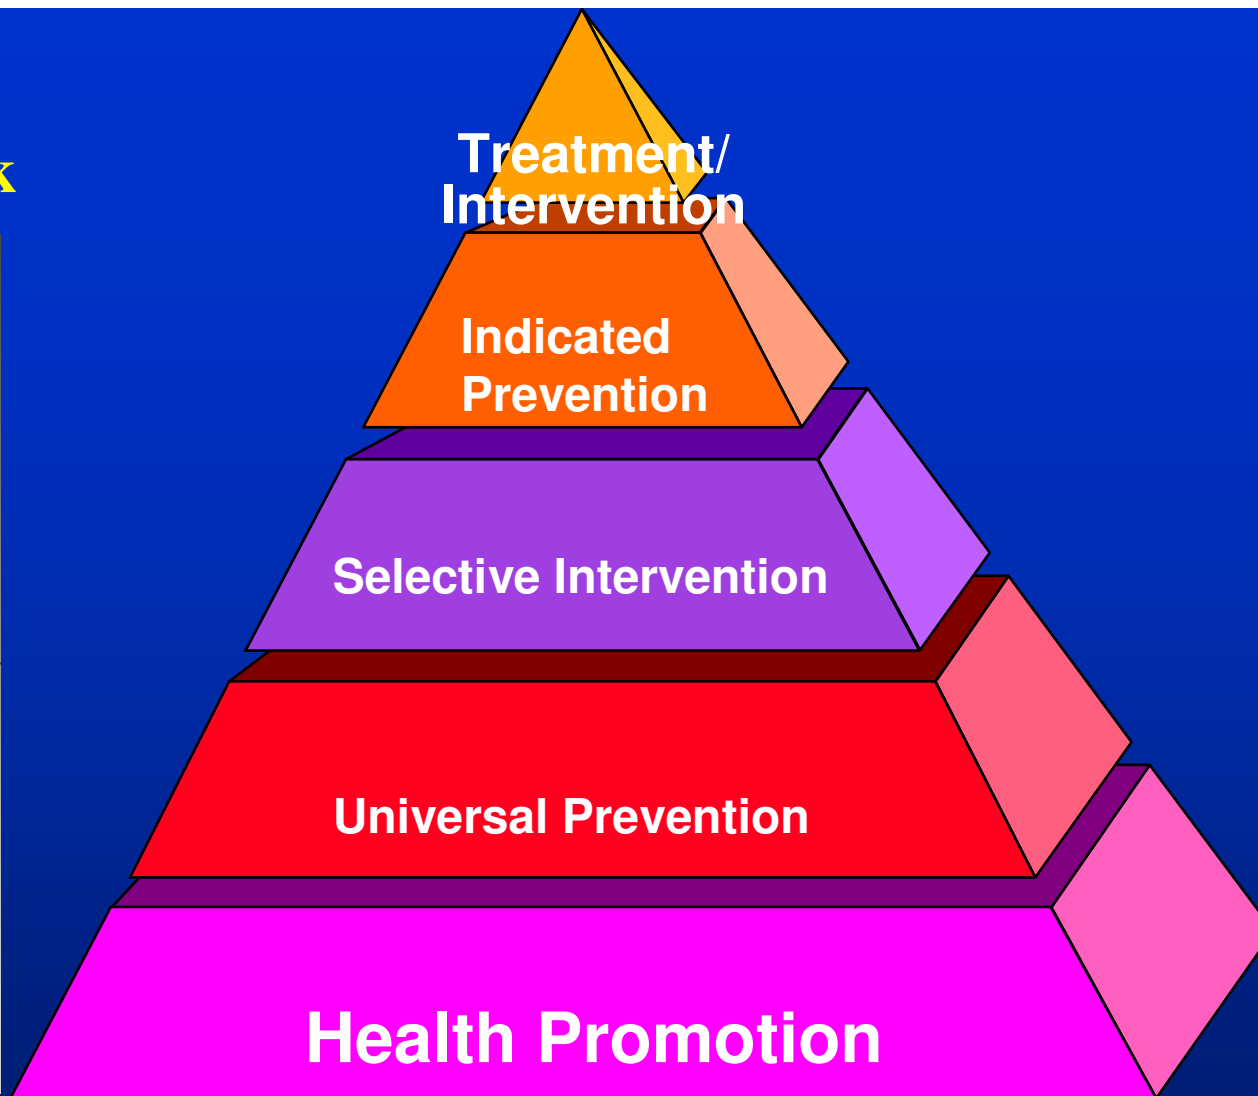 Treatment/
Intervention
Indicated
Prevention
Selective Intervention
Universal Prevention
Health Promotion